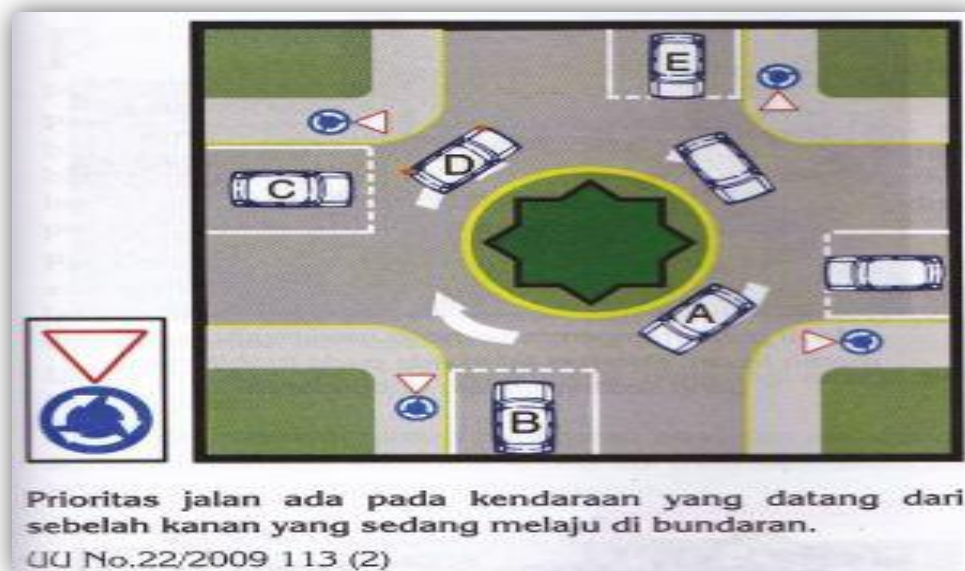 E
D
C
A
B
Prioritas jalan ada pada kendaraan yang datang dari
sebelah kanan yang sedang melaju di bundaran.
UU No.22/2009 113 (2)